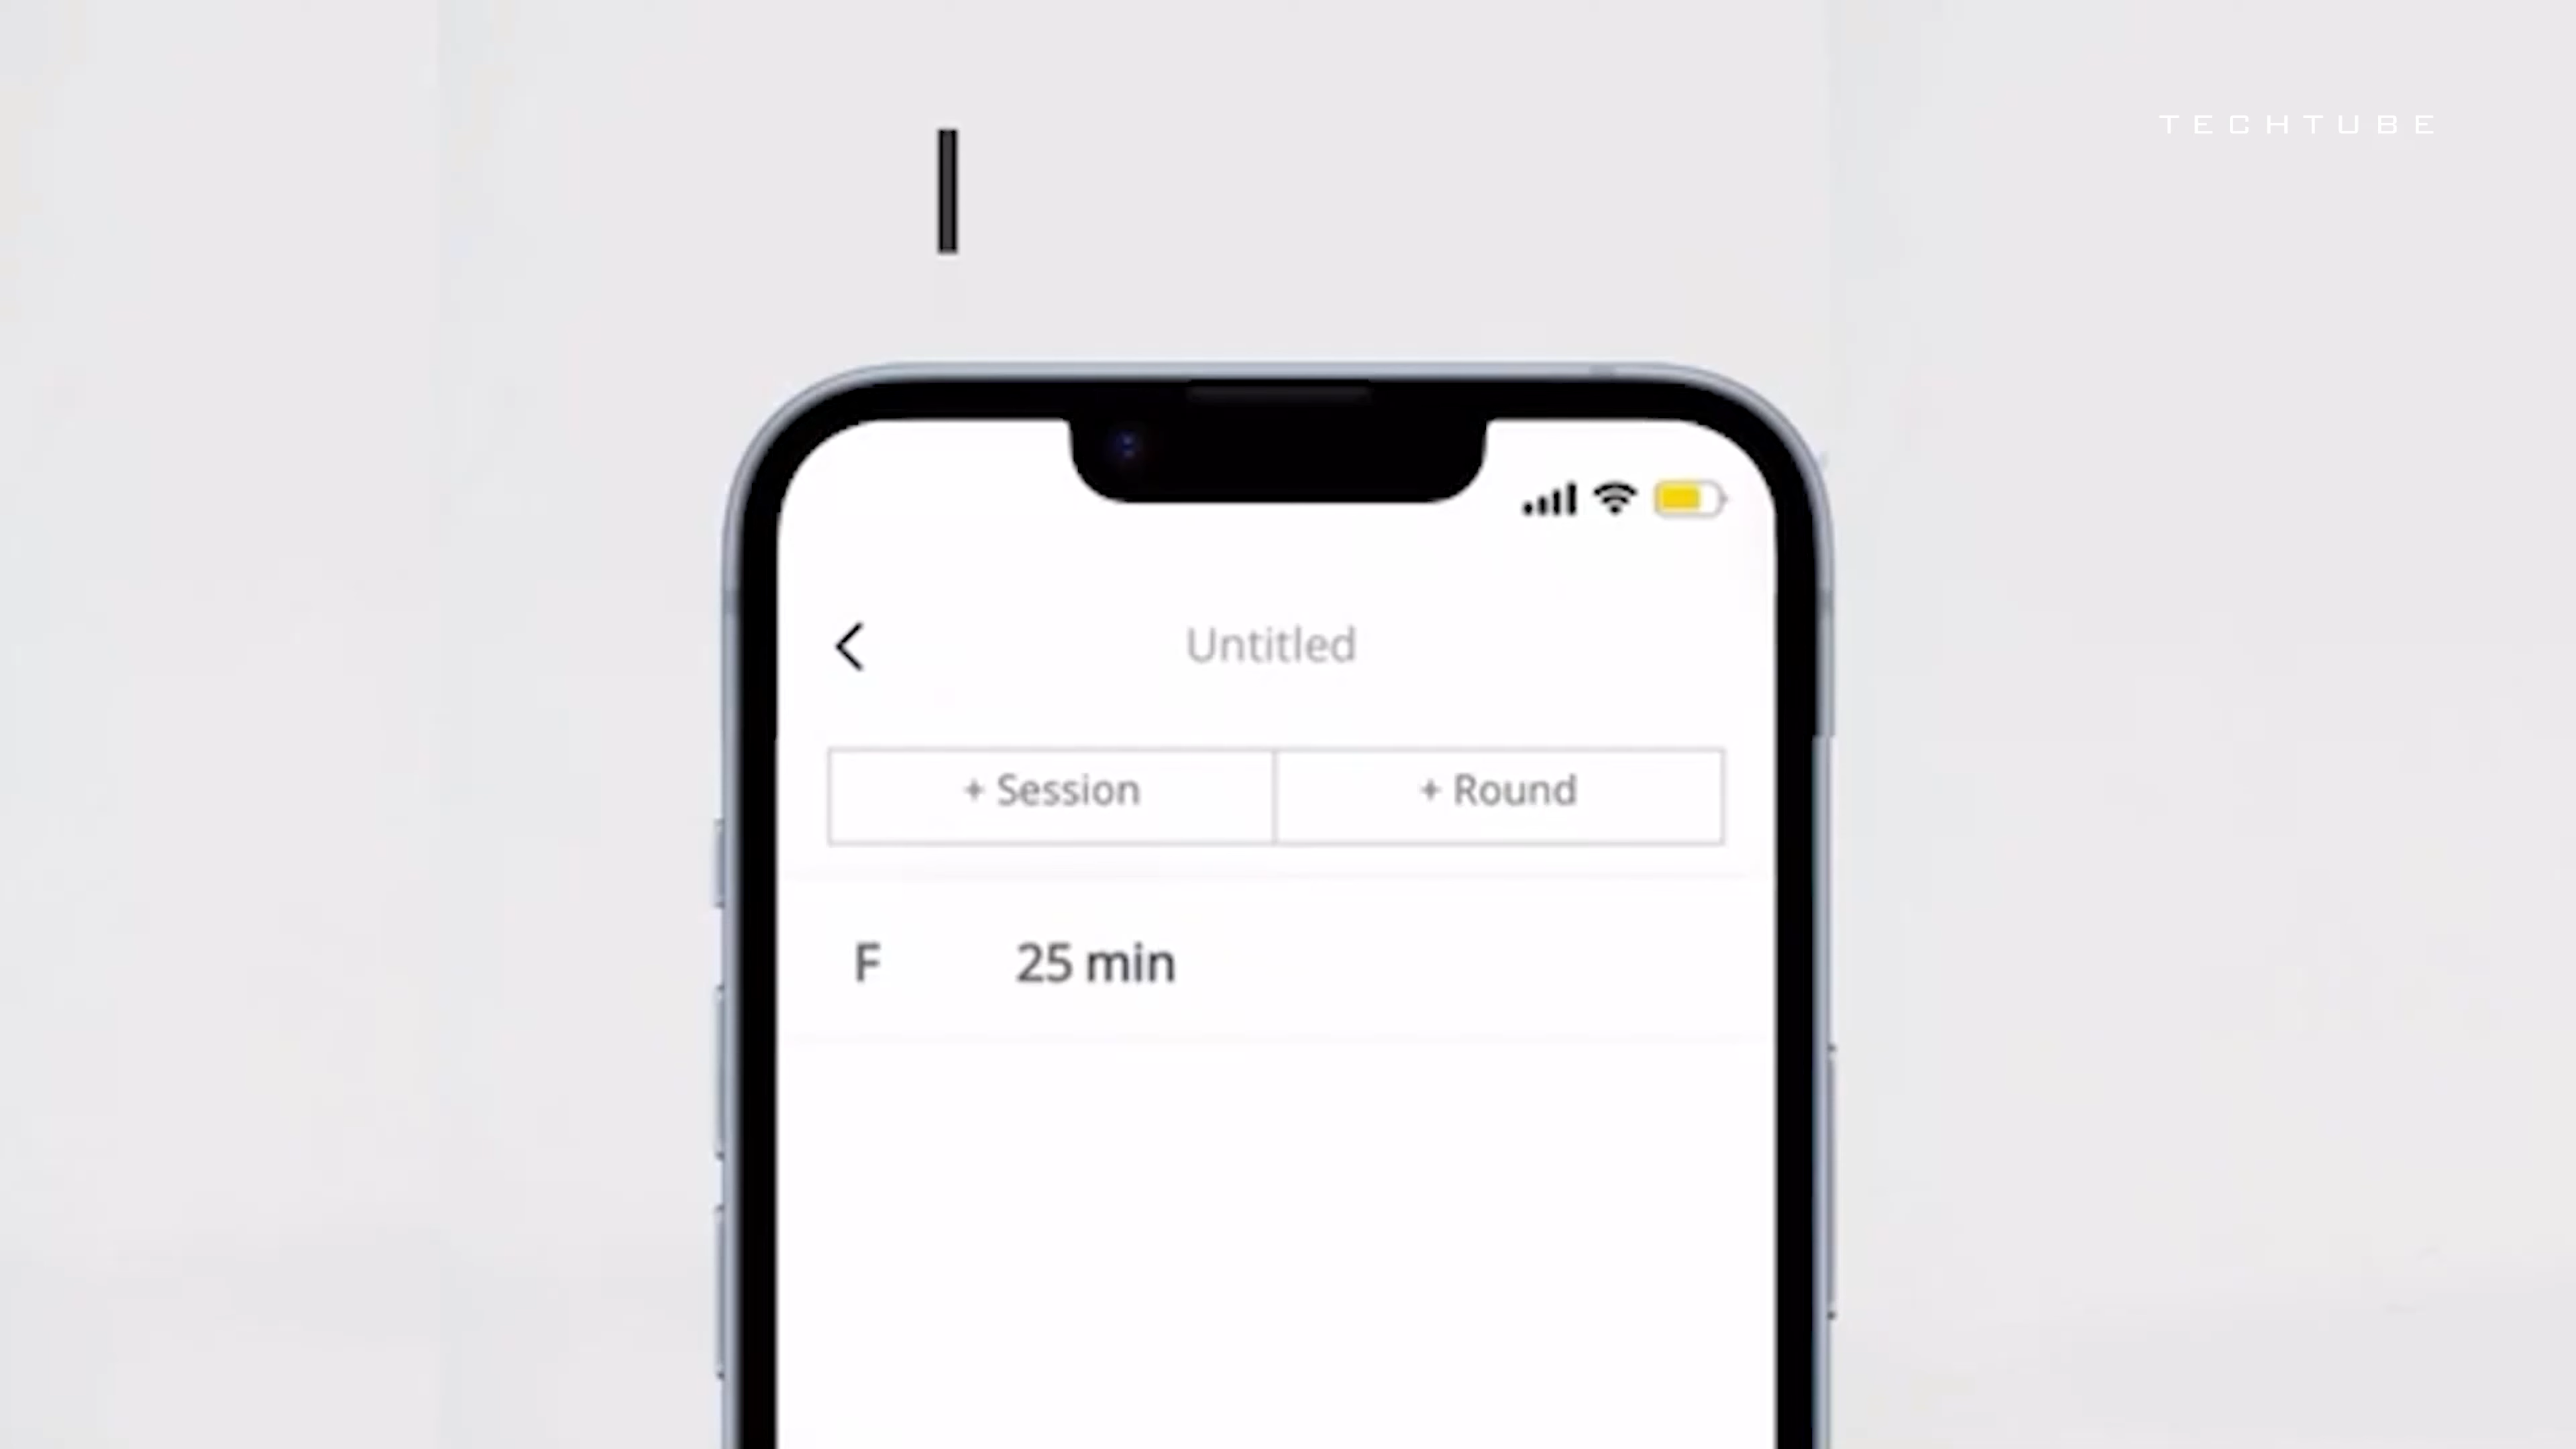 TECHTUBE
Untitled
+ Session
+ Round
F
25 min